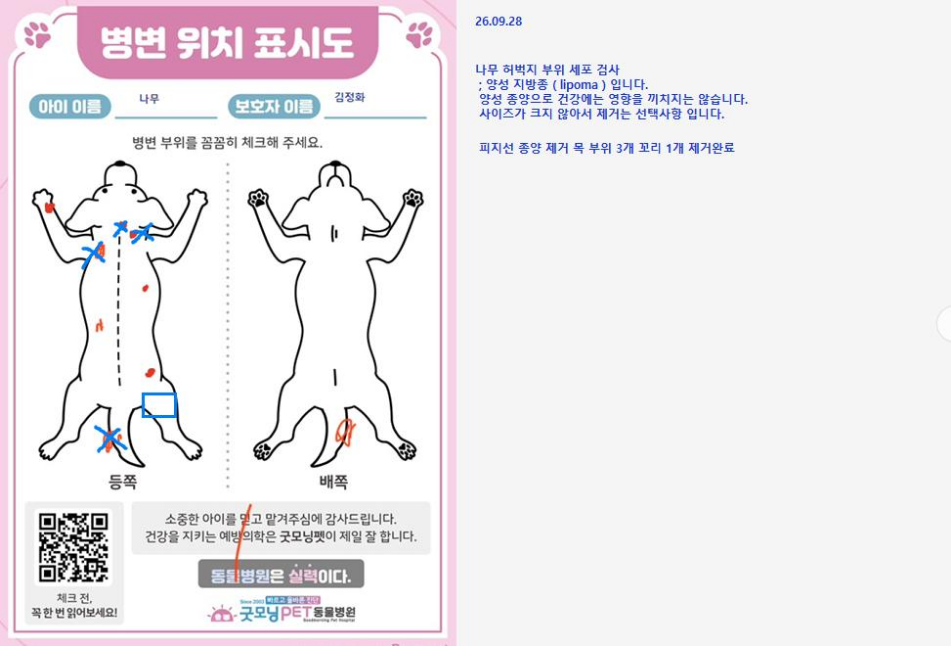 병변 위치 표시도
아이 이름 나무 보호자 이름 김정화
병변 부위를 꼼꼼히 체크해 주세요.
등쪽 배쪽
체크 전,
꼭 한 번 읽어보세요!
소중한 아이를 믿고 맡겨주심에 감사드립니다.
건강을 지키는 예방의학은 굿모닝펫이 제일 잘 합니다.
동물병원은 실력이다.
Since 2003 빠르고 올바른 진단
굿모닝PET동물병원
Goodmorning Pet Hospital
26.09.28
나무 허벅지 부위 세포 검사
; 양성 지방종 ( lipoma ) 입니다.
양성 종양으로 건강에는 영향을 끼치지는 않습니다.
사이즈가 크지 않아서 제거는 선택사항 입니다.
피지선 종양 제거 목 부위 3개 꼬리 1개 제거완료